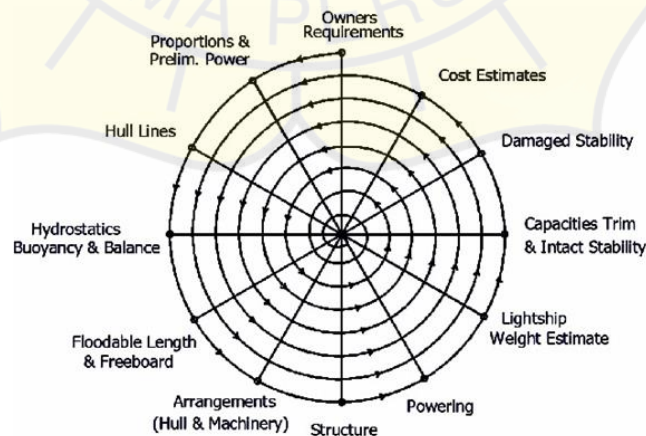 Owners
Requirements
Proportions &
Prelim. Power
Cost Estimates
Hull Lines
Damaged Stability
Hydrostatics
Buoyancy & Balance
Capacities Trim
& Intact Stability
Floodable Length
& Freeboard
Lightship
Weight Estimate
Arrangements
(Hull & Machinery)
Powering
Structure